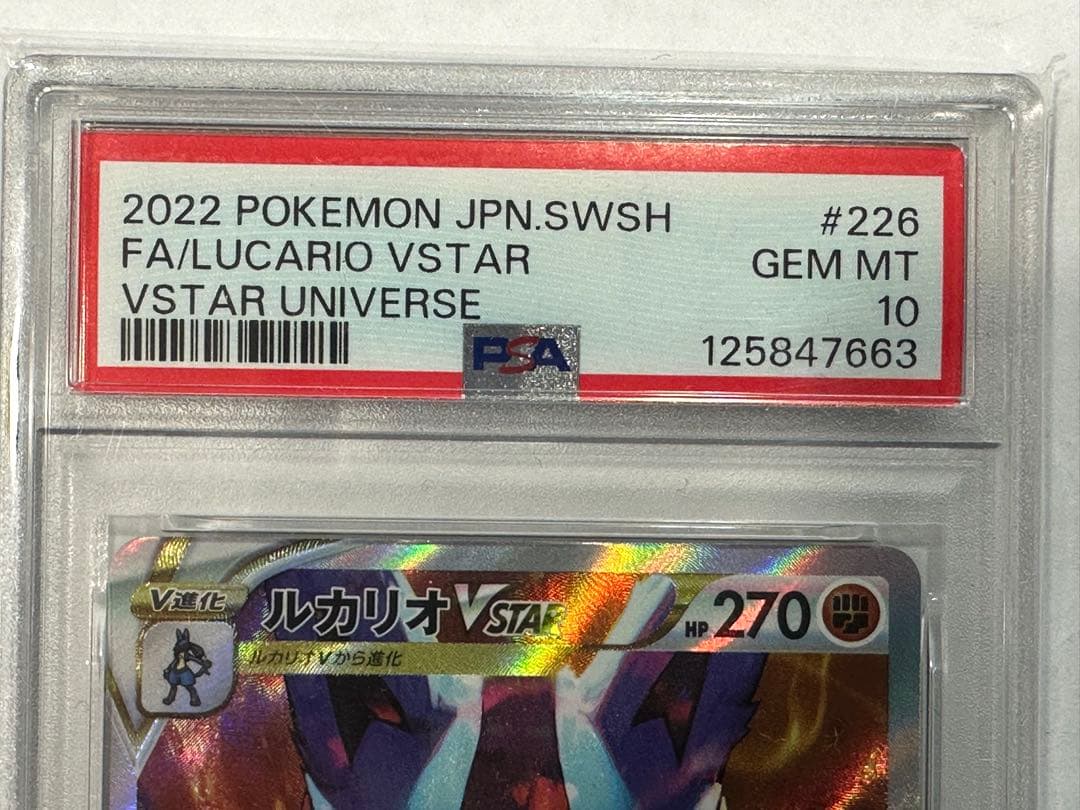 2022 POKEMON JPN.SWSH #226
FA/LUCARIO VSTAR GEM MT
VSTAR UNIVERSE 10
PSA 125847663
V進化 ルカリオVSTAR HP 270
ルカリオVから進化